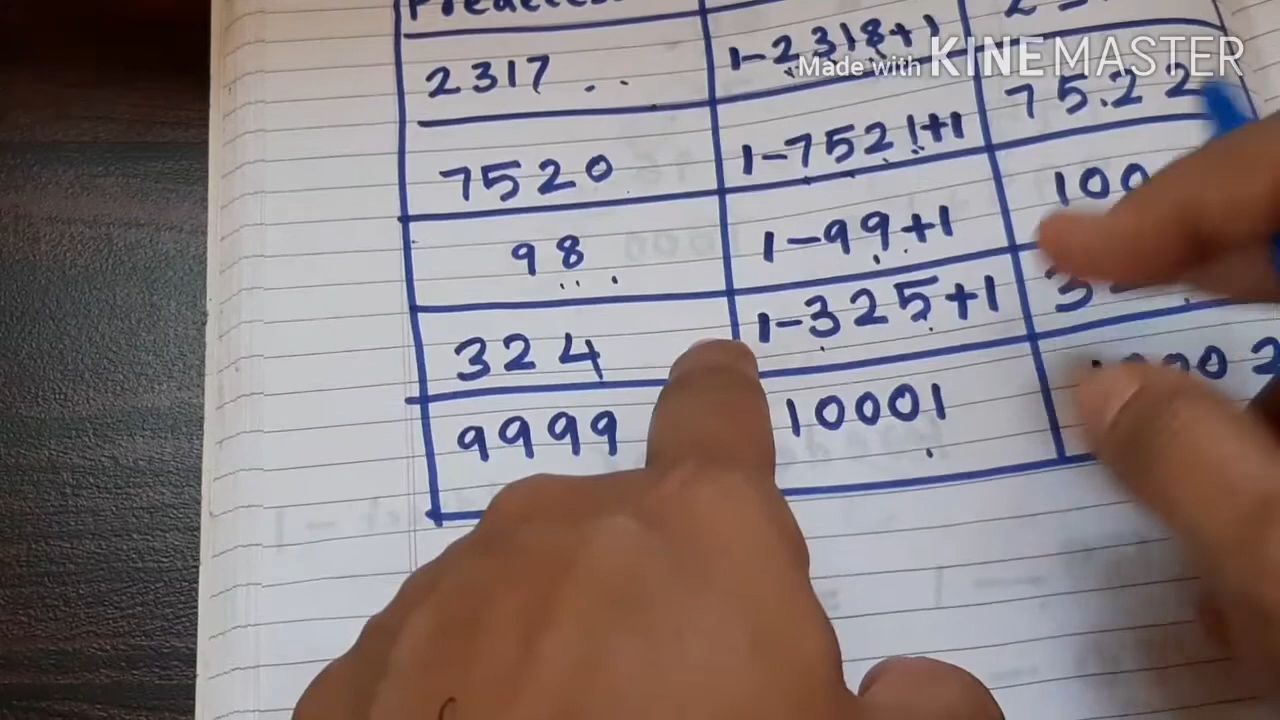 2317 .. 1-2318+1
Made with KINEMASTER
7520 1-7521+1 7522
98 1-99+1
324 1-325+1
9999 10001